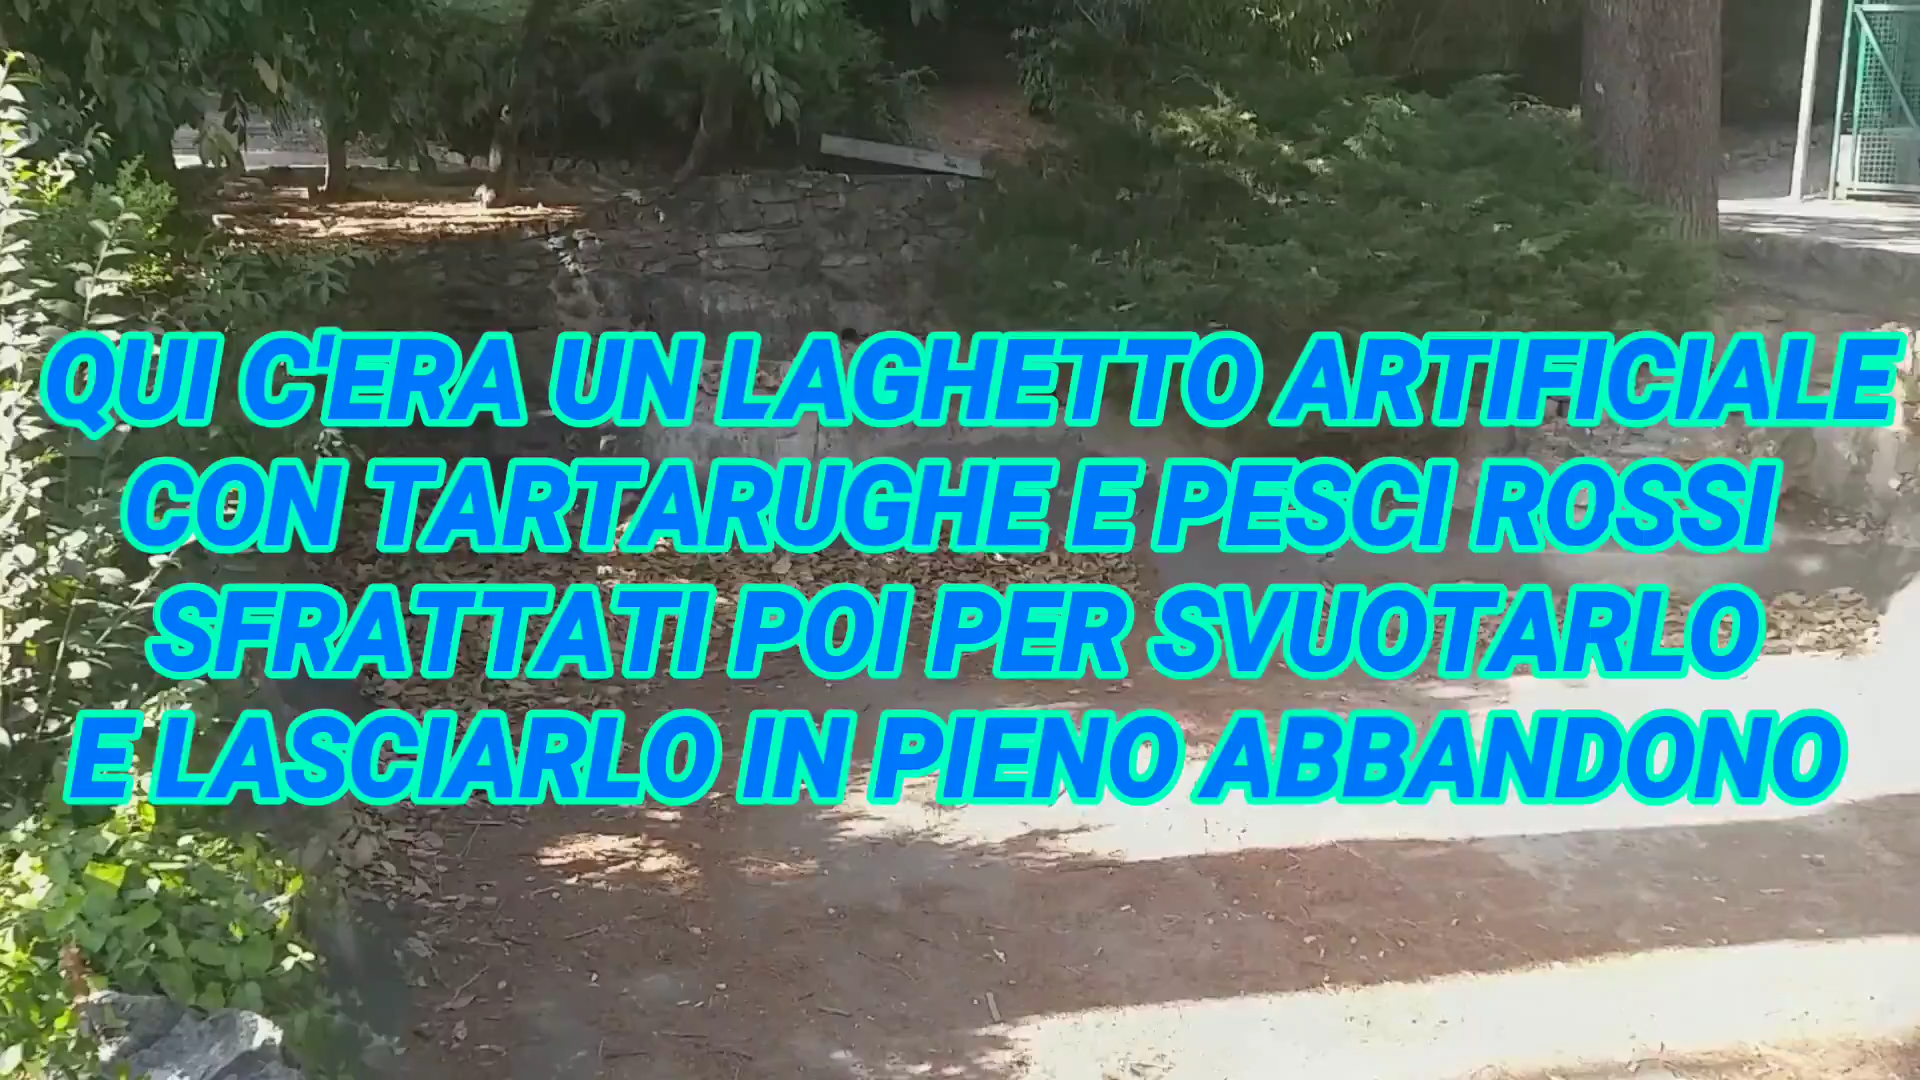 QUI C'ERA UN LAGHETTO ARTIFICIALE
CON TARTARUGHE E PESCI ROSSI
SFRATTATI POI PER SVUOTARLO
E LASCIARLO IN PIENO ABBANDONO